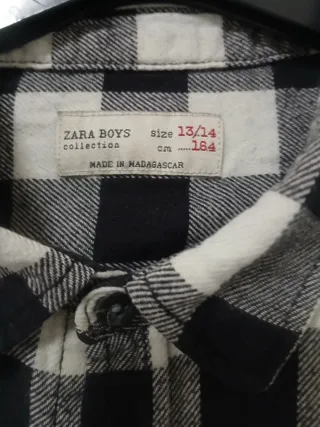 ZARA BOYS size 13/14
collection cm ......164
MADE IN MADAGASCAR